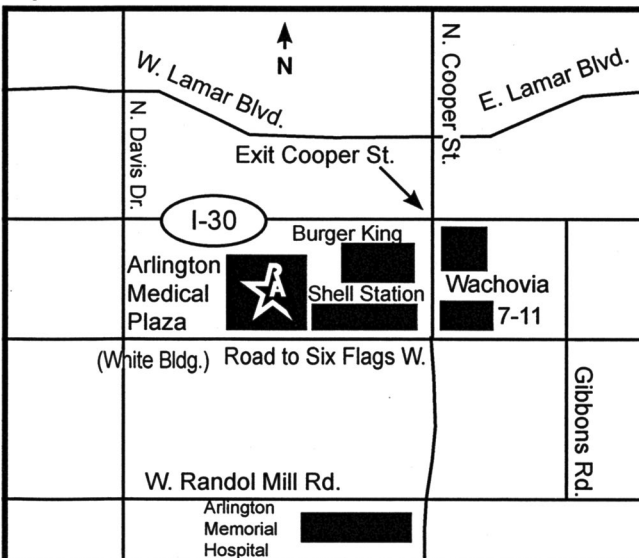 N
W. Lamar Blvd.
N. Cooper St.
E. Lamar Blvd.
N. Davis Dr.
Exit Cooper St.
I-30
Burger King
Arlington
Medical
Plaza
RA
Shell Station
Wachovia
7-11
(White Bldg.)
Road to Six Flags W.
Gibbons Rd.
W. Randol Mill Rd.
Arlington
Memorial
Hospital